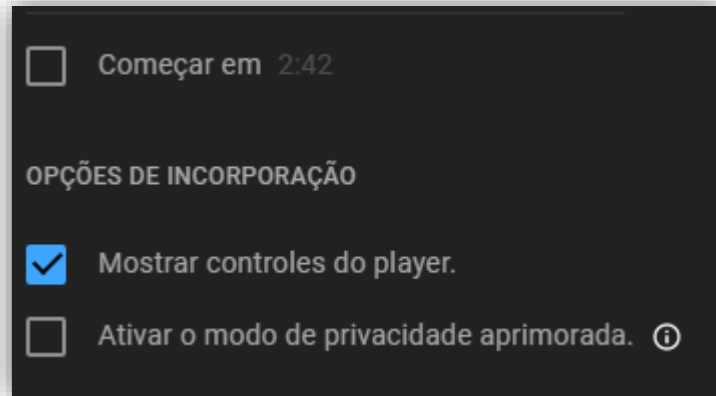 Começar em 2:42
OPÇÕES DE INCORPORAÇÃO
Mostrar controles do player.
Ativar o modo de privacidade aprimorada.